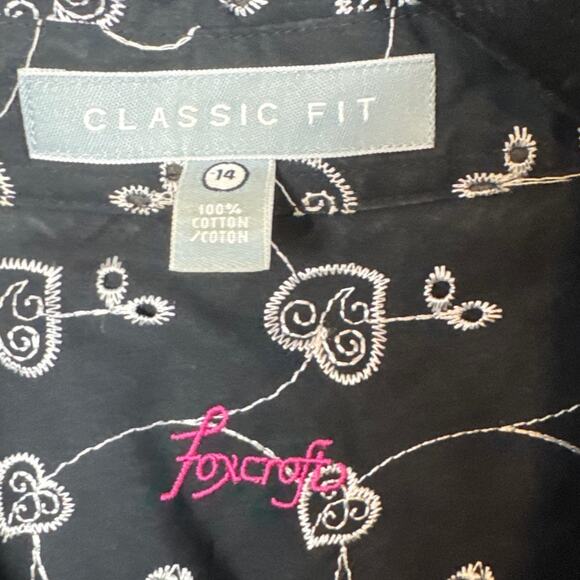 CLASSIC FIT
14
100%
COTTON
/COTON
foxcroft